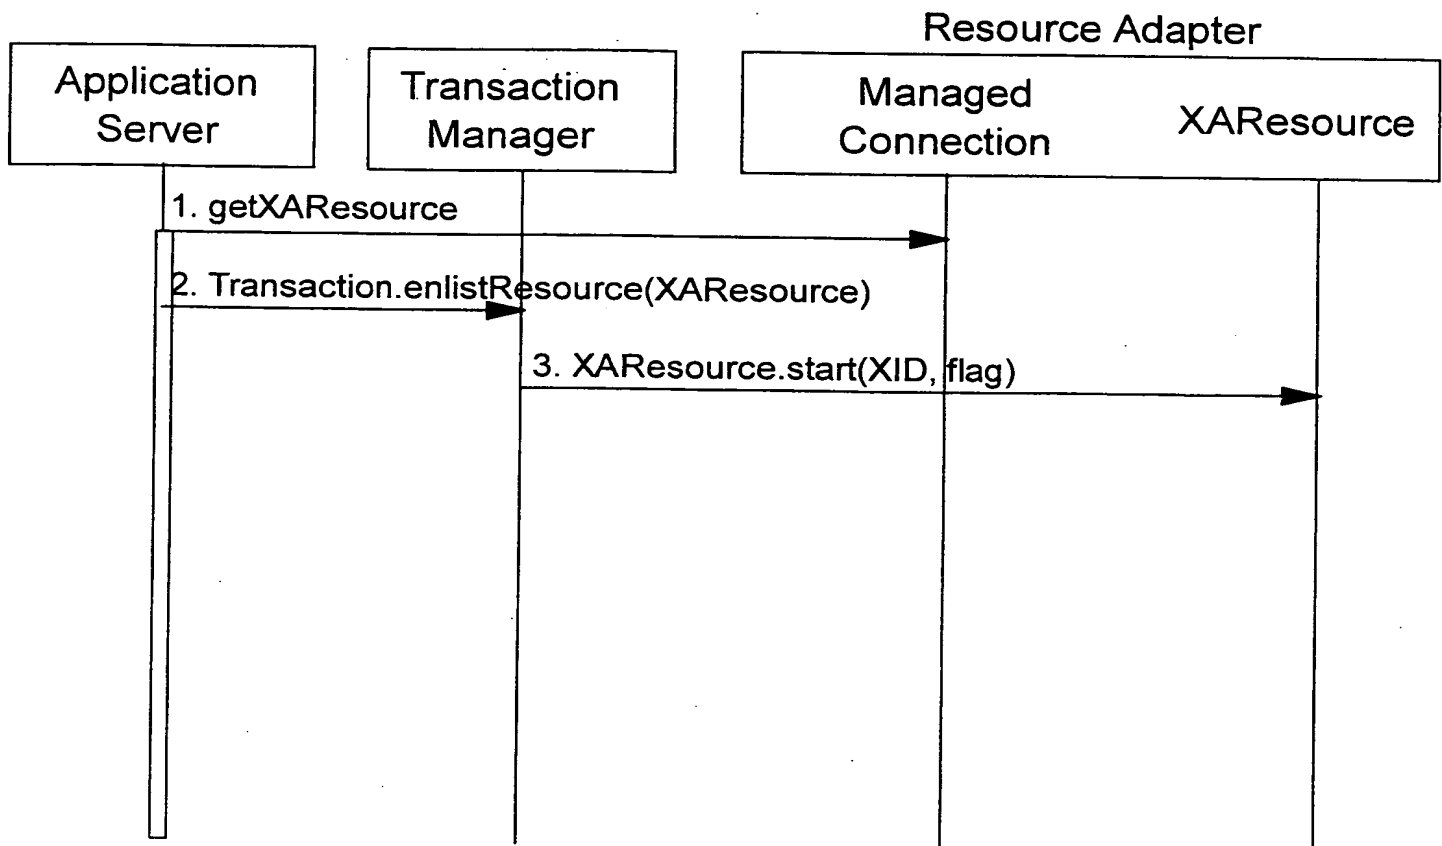 Resource Adapter
Application
Server
Transaction
Manager
Managed
Connection
XAResource
1. getXAResource
2. Transaction.enlistResource(XAResource)
3. XAResource.start(XID, flag)